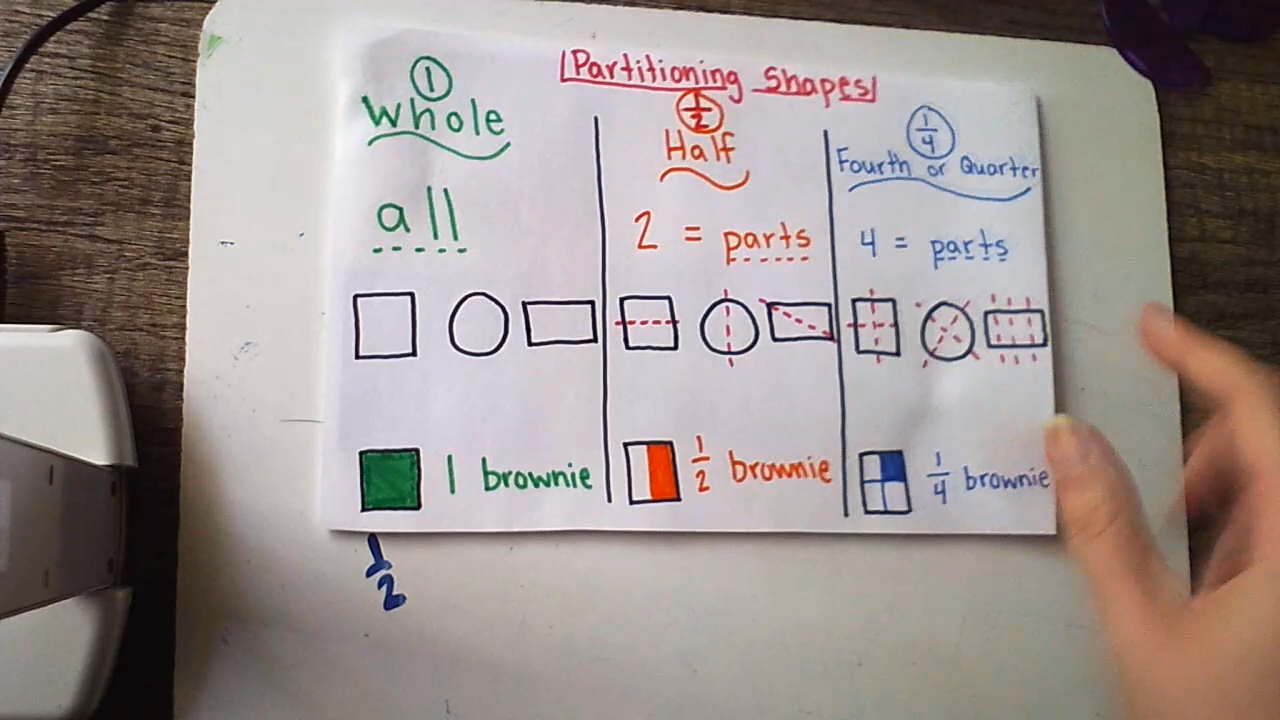 Partitioning Shapes
1
Whole
all
1 brownie
1/2
Half
2 = parts
1/2 brownie
1/4
Fourth or Quarter
4 = parts
1/4 brownie
1/2